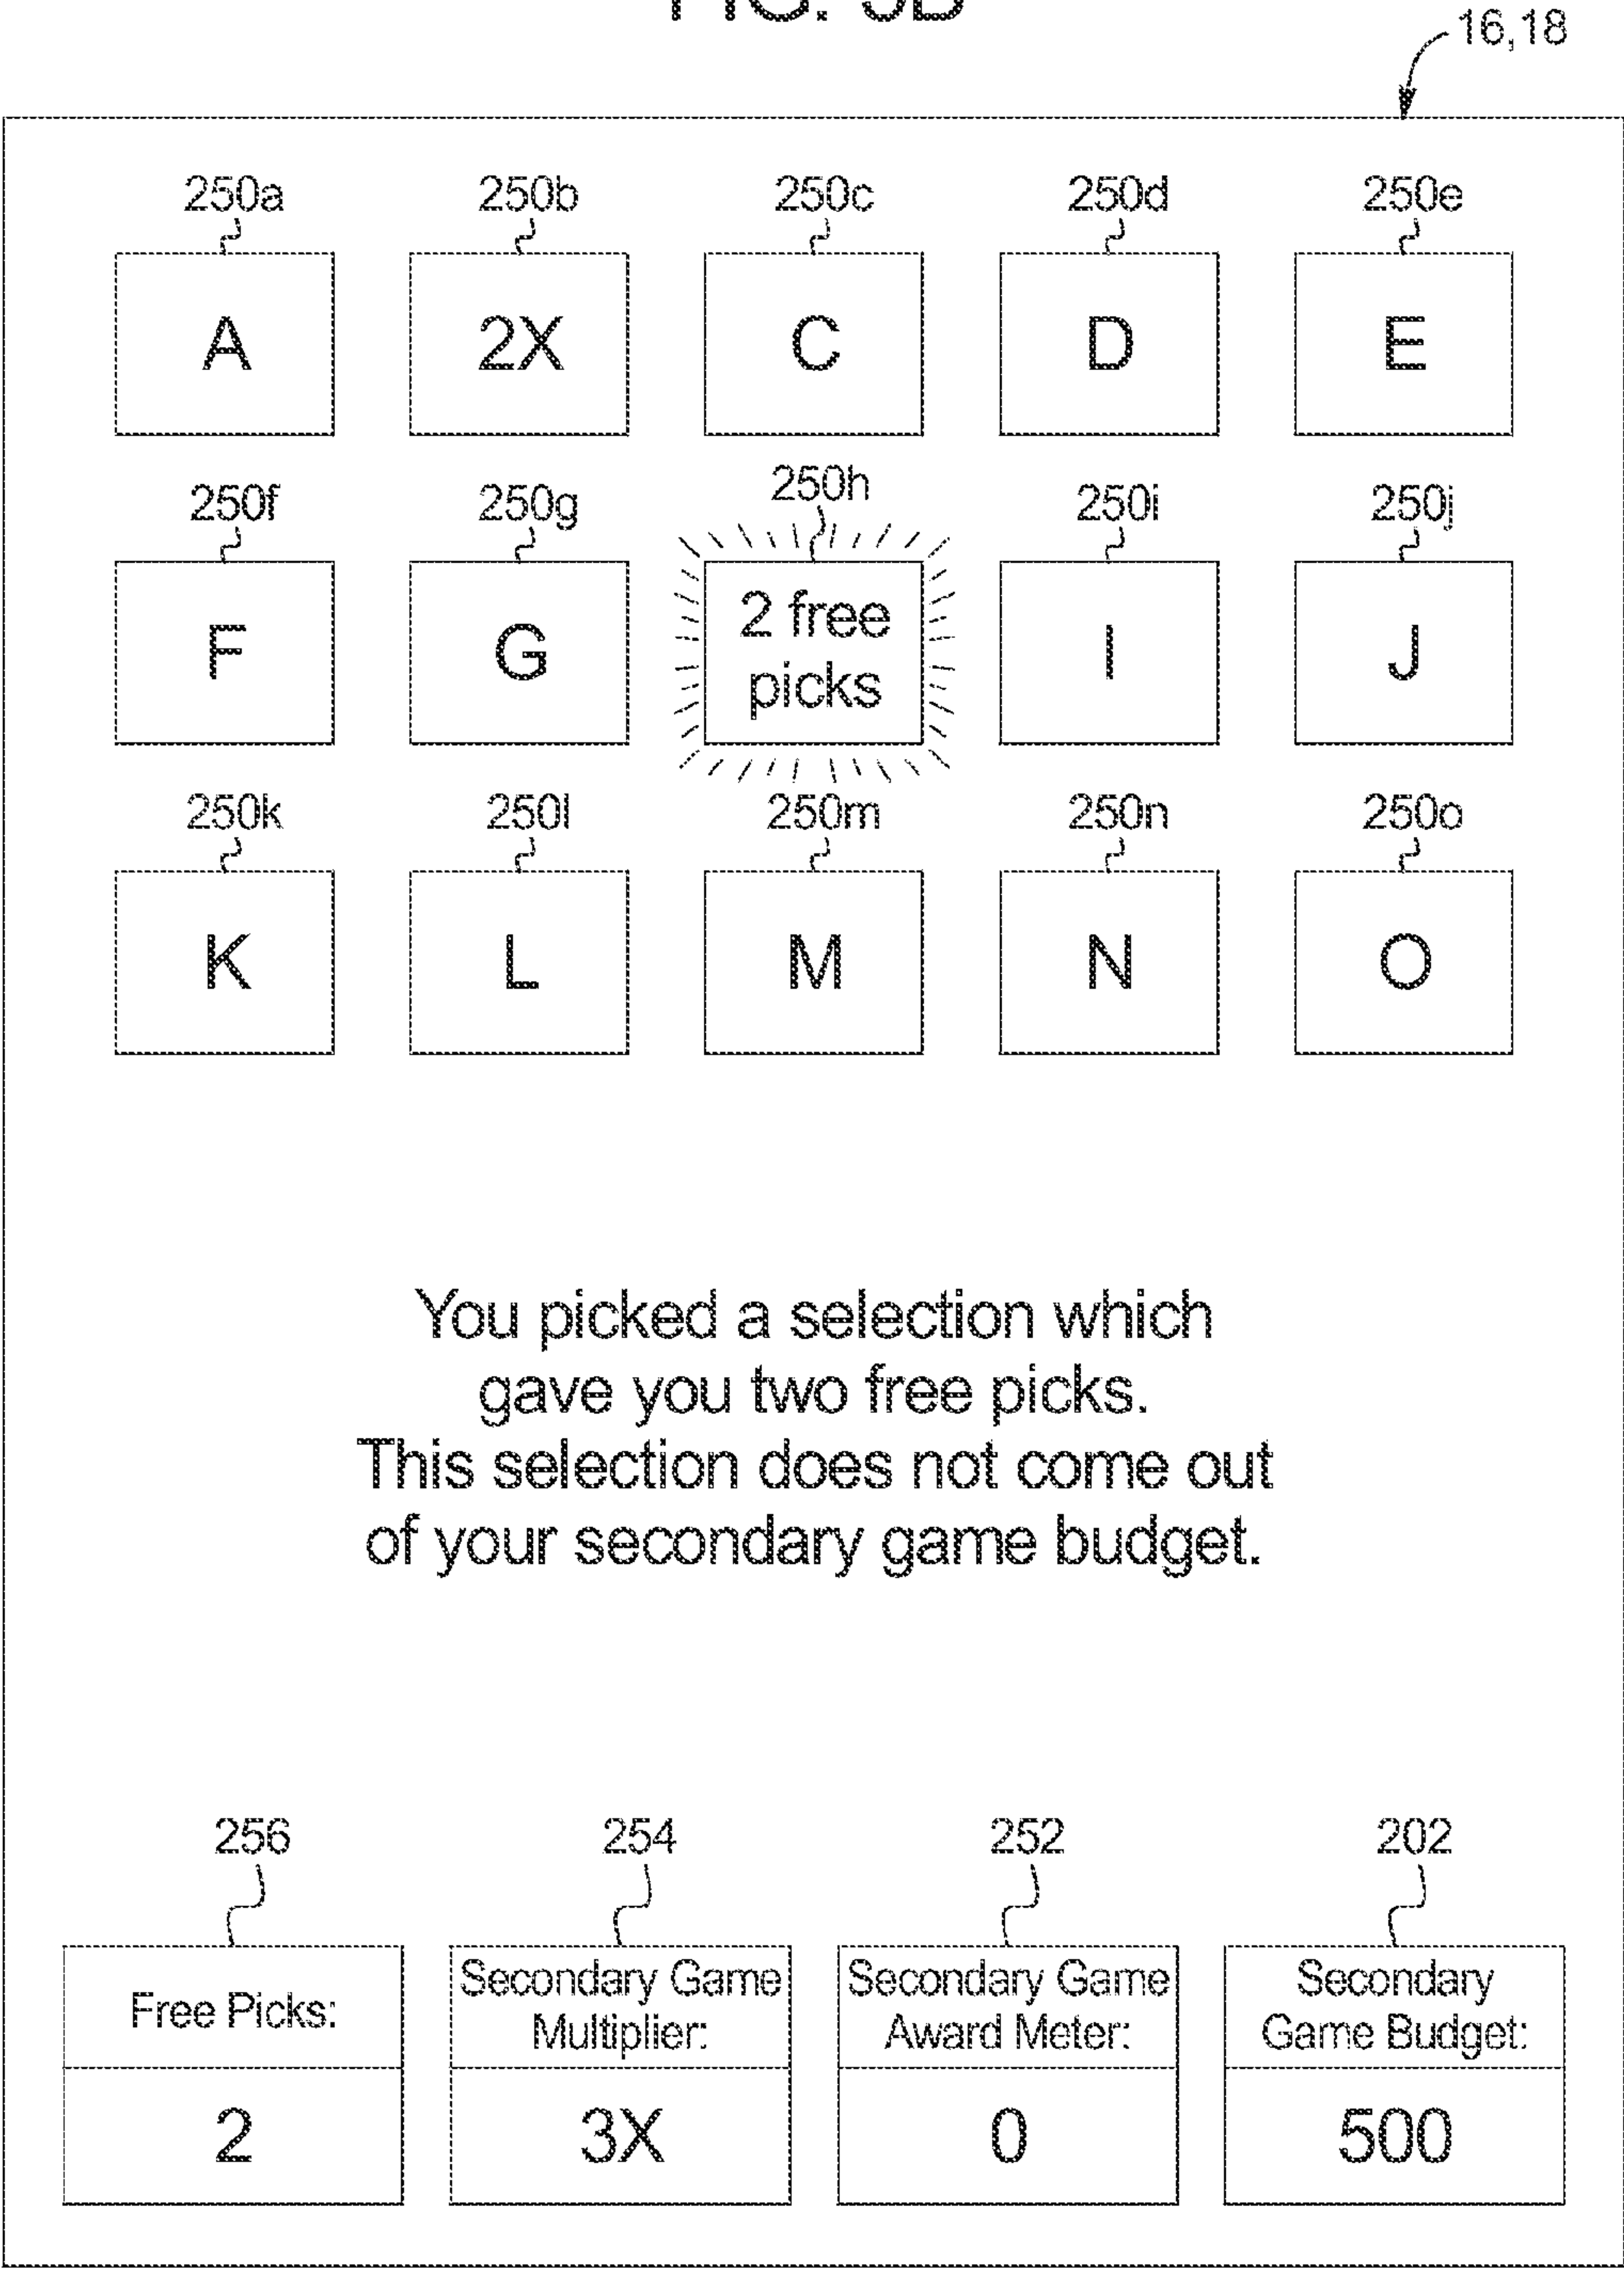 16,18
250a 250b 250c 250d 250e
A 2X C D E
250f 250g 250h 250i 250j
F G 2 free picks I J
250k 250l 250m 250n 250o
K L M N O
You picked a selection which
gave you two free picks.
This selection does not come out
of your secondary game budget.
256 254 252 202
Free Picks: Secondary Game Multiplier: Secondary Game Award Meter: Secondary Game Budget:
2 3X 0 500